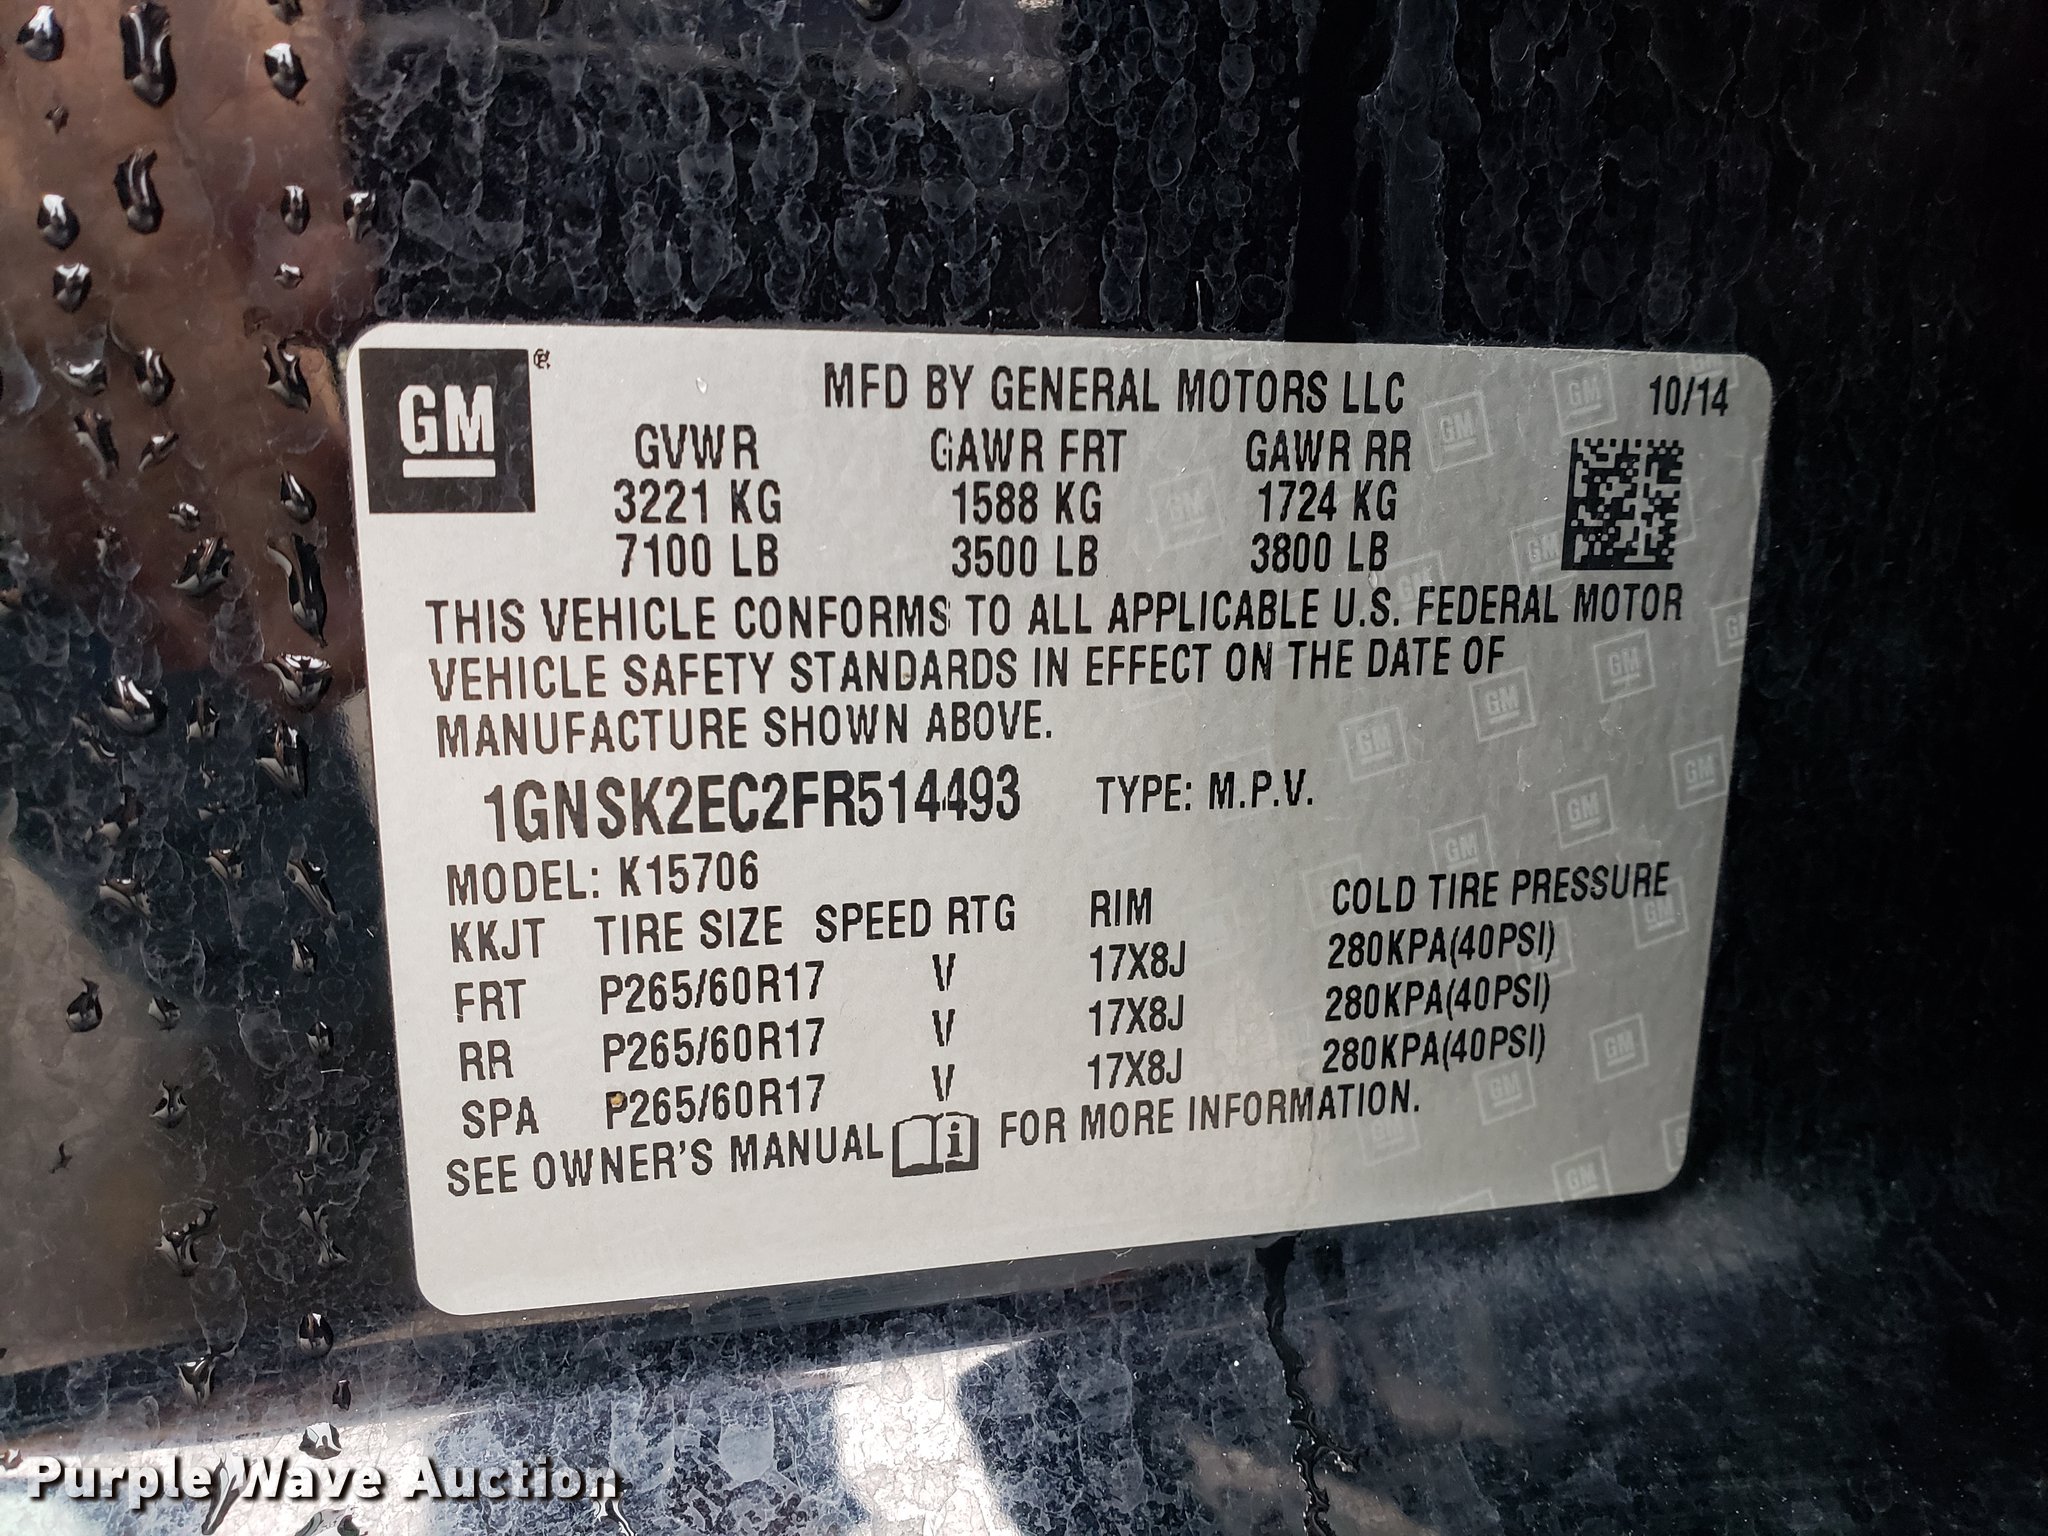 GM ®
MFD BY GENERAL MOTORS LLC 10/14
GVWR GAWR FRT GAWR RR
3221 KG 1588 KG 1724 KG
7100 LB 3500 LB 3800 LB
THIS VEHICLE CONFORMS TO ALL APPLICABLE U.S. FEDERAL MOTOR
VEHICLE SAFETY STANDARDS IN EFFECT ON THE DATE OF
MANUFACTURE SHOWN ABOVE.
1GNSK2EC2FR514493 TYPE: M.P.V.
MODEL: K15706
KKJT TIRE SIZE SPEED RTG RIM COLD TIRE PRESSURE
FRT P265/60R17 V 17X8J 280KPA(40PSI)
RR P265/60R17 V 17X8J 280KPA(40PSI)
SPA P265/60R17 V 17X8J 280KPA(40PSI)
SEE OWNER'S MANUAL i FOR MORE INFORMATION.
Purple Wave Auction